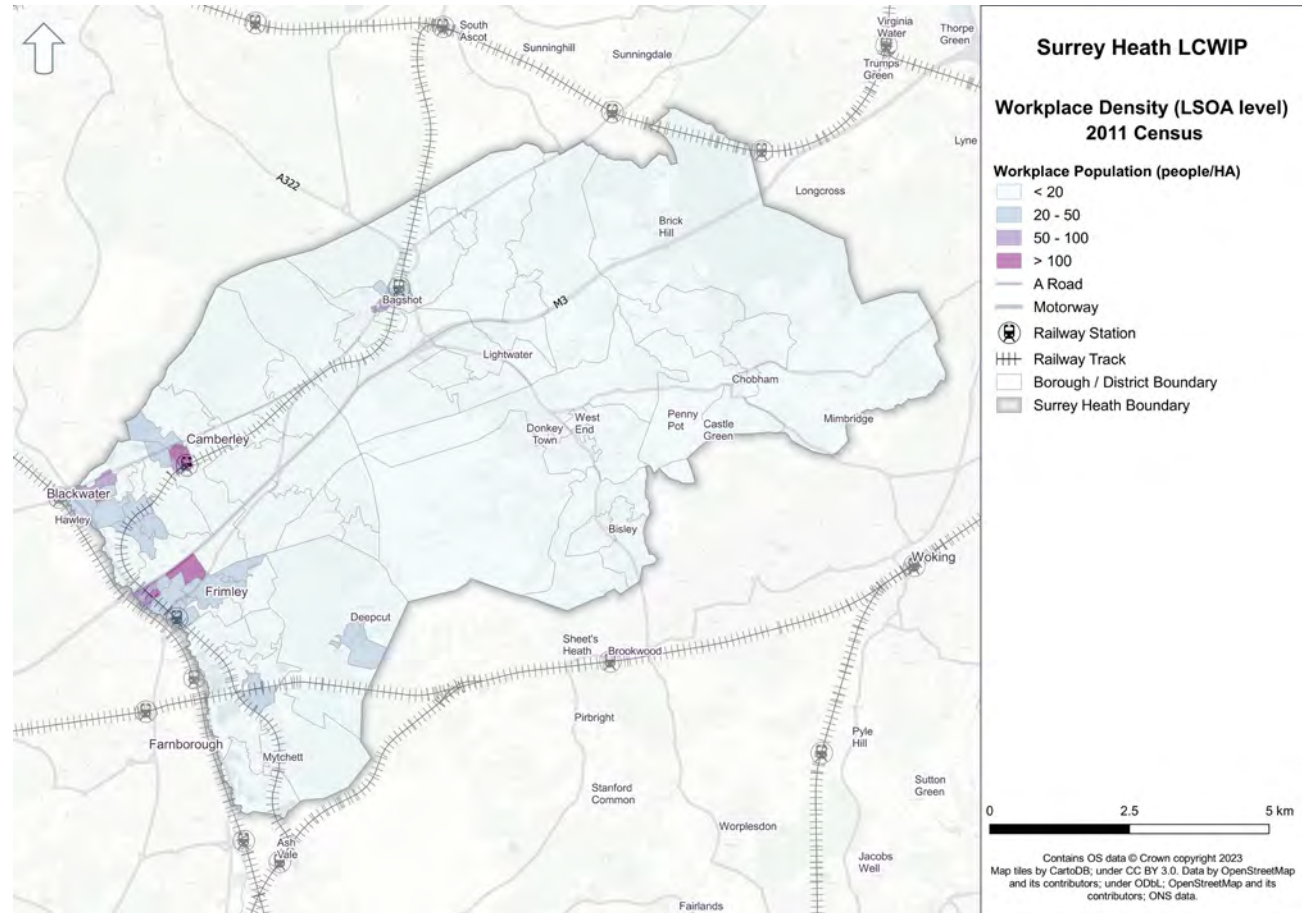 South
Ascot
Sunninghill
Sunningdale
Virginia
Water
Thorpe
Green
Trumps
Green
Lyne
A322
Longcross
Brick
Hill
Bagshot
M3
Lightwater
Chobham
Donkey
Town
West
End
Penny
Pot
Castle
Green
Mimbridge
Camberley
Blackwater
Hawley
Bisley
Woking
Frimley
Deepcut
Sheet's
Heath
Brookwood
Pirbright
Farnborough
Mytchett
Pyle
Hill
Stanford
Common
Sutton
Green
Worplesdon
Ash
Vale
Jacobs
Well
Fairlands
Surrey Heath LCWIP
Workplace Density (LSOA level)
2011 Census
Workplace Population (people/HA)
< 20
20 - 50
50 - 100
> 100
A Road
Motorway
Railway Station
Railway Track
Borough / District Boundary
Surrey Heath Boundary
0 2.5 5 km
Contains OS data © Crown copyright 2023
Map tiles by CartoDB; under CC BY 3.0. Data by OpenStreetMap
and its contributors; under ODbL; OpenStreetMap and its
contributors; ONS data.